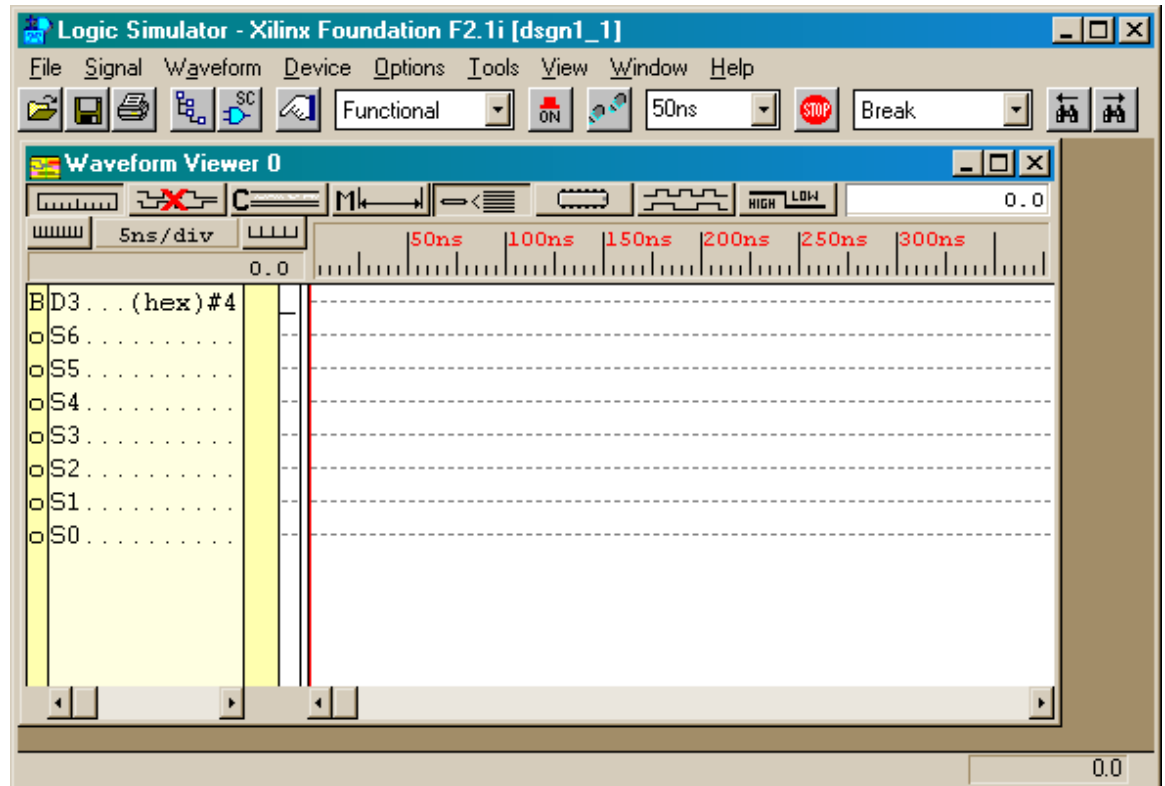 Logic Simulator - Xilinx Foundation F2.1i [dsgn1_1]
File Signal Waveform Device Options Tools View Window Help
SC Functional ON 50ns STOP Break
Waveform Viewer 0
C M HIGH LOW 0.0
5ns/div 50ns 100ns 150ns 200ns 250ns 300ns
0.0
B D3...(hex)#4
o S6..........
o S5..........
o S4..........
o S3..........
o S2..........
o S1..........
o S0..........
0.0